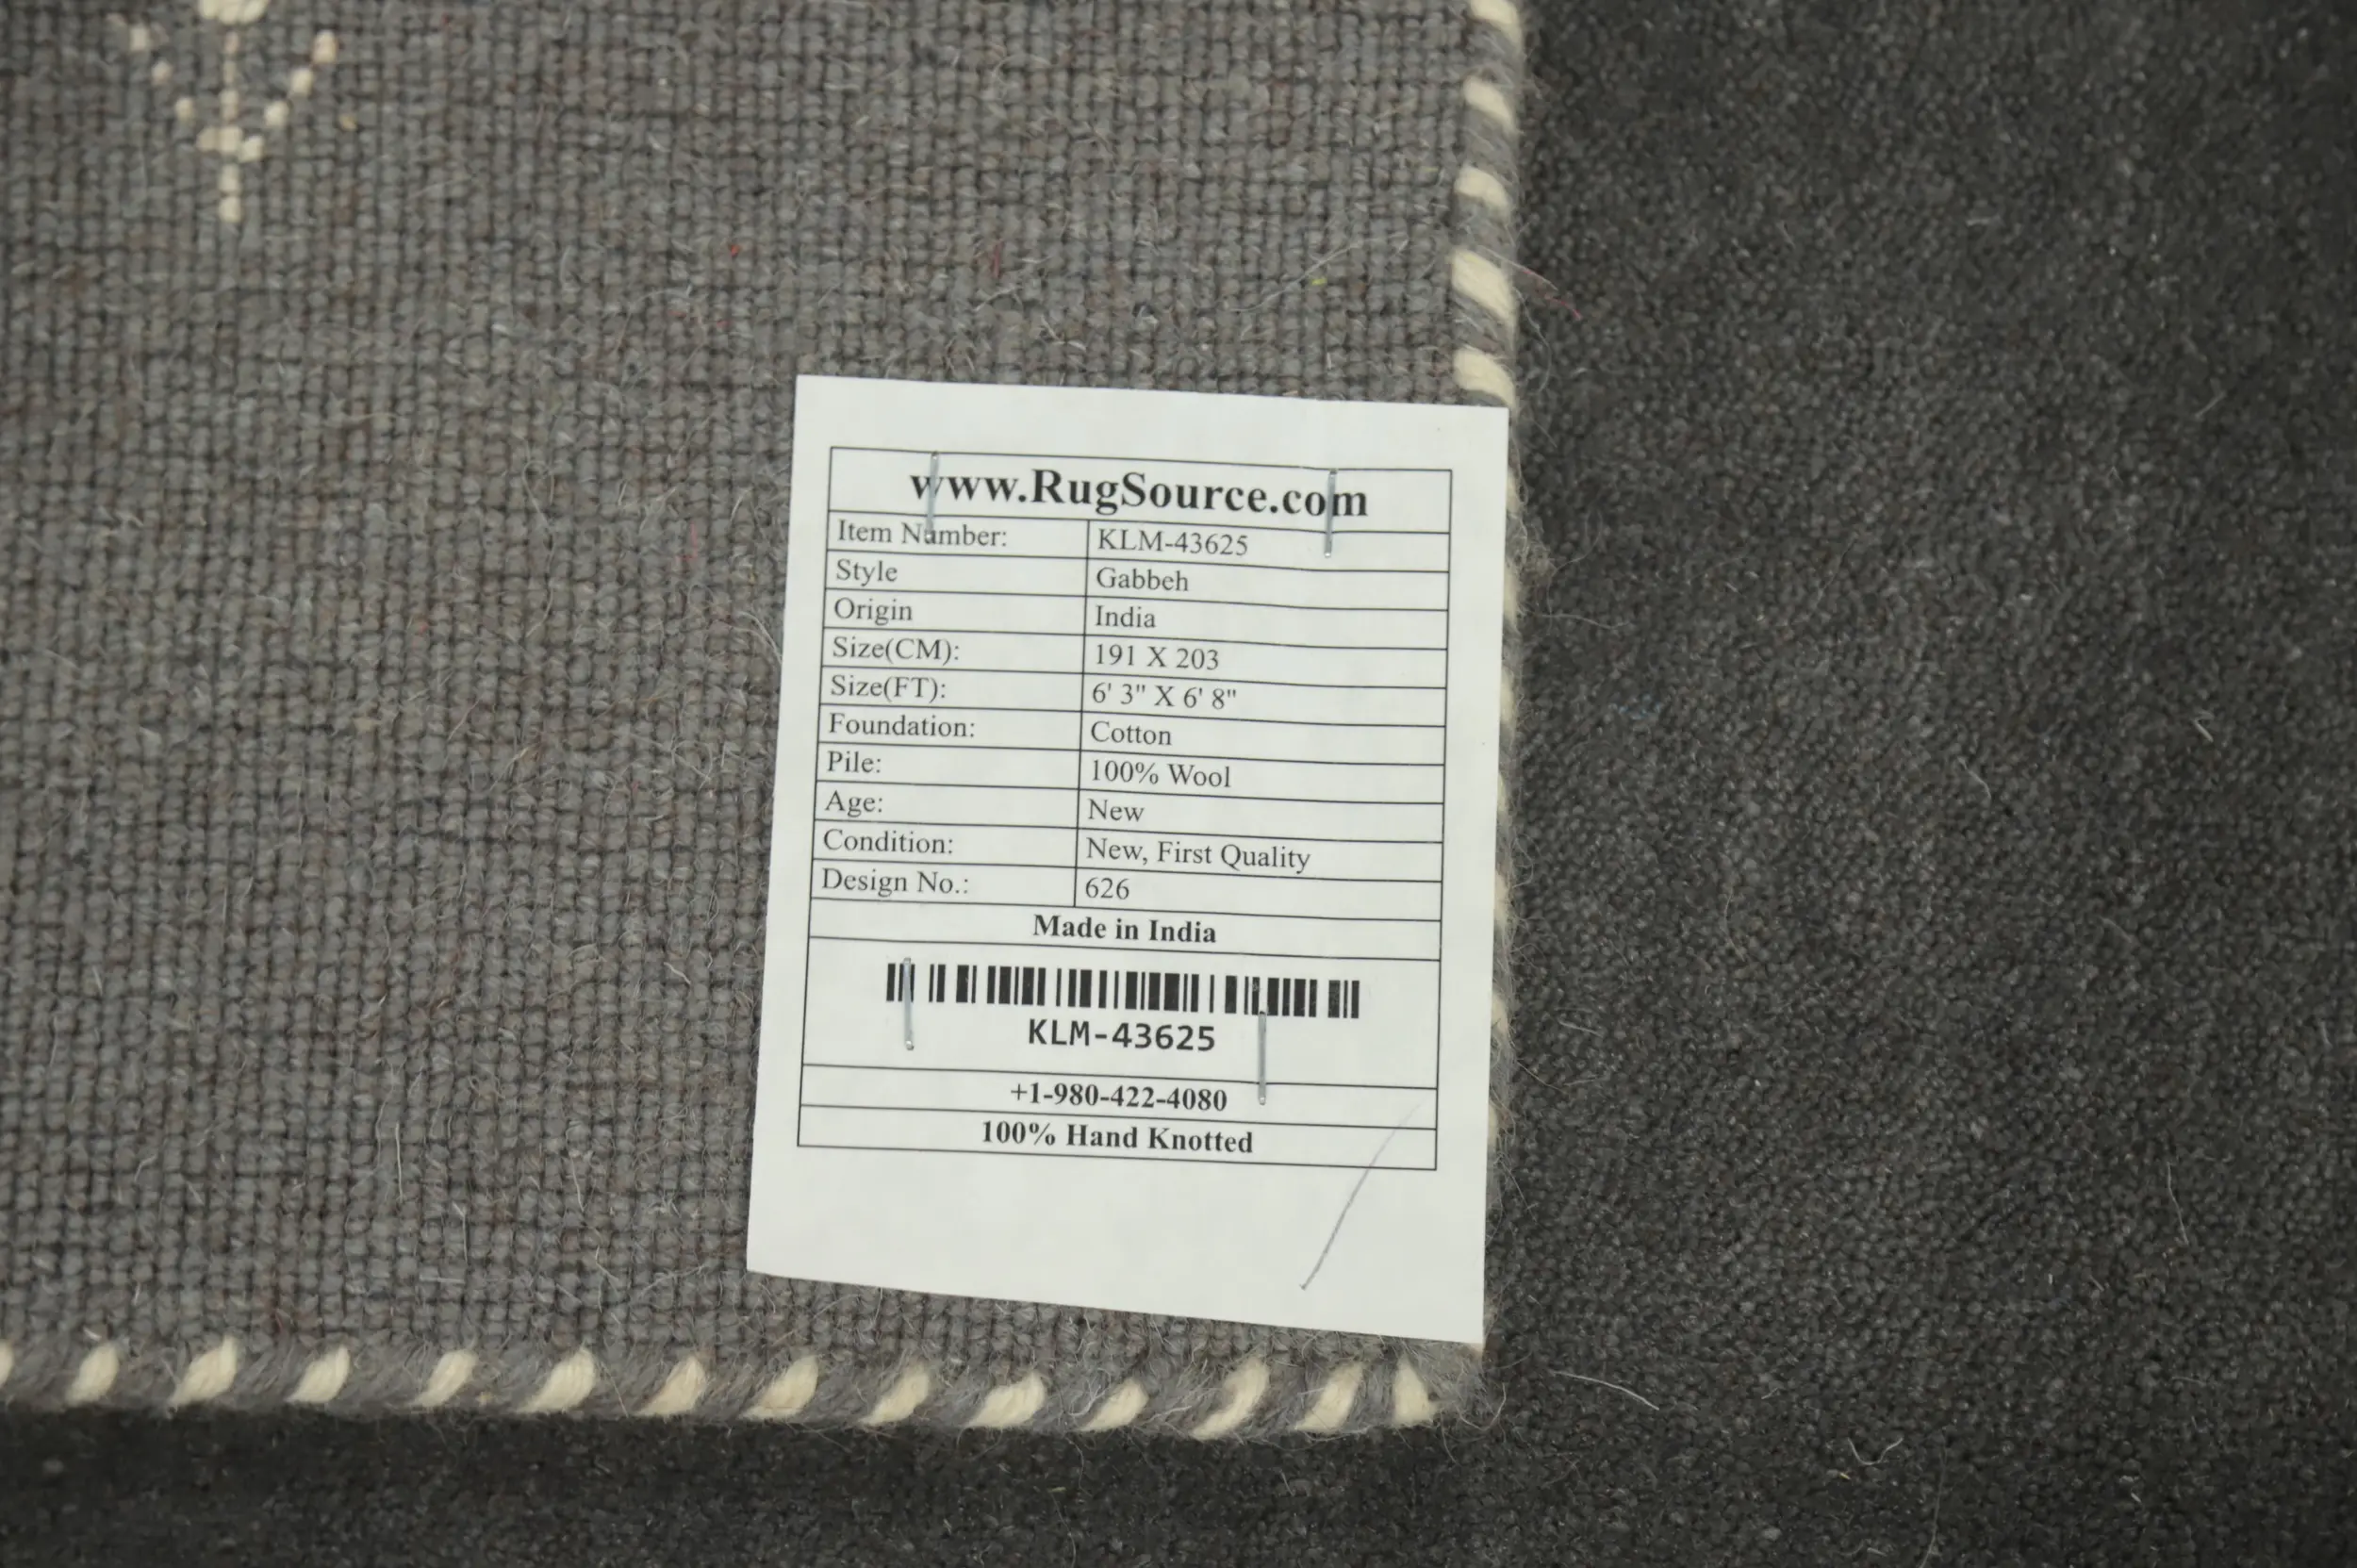 www.RugSource.com
Item Number: KLM-43625
Style Gabbeh
Origin India
Size(CM): 191 X 203
Size(FT): 6' 3" X 6' 8"
Foundation: Cotton
Pile: 100% Wool
Age: New
Condition: New, First Quality
Design No.: 626
Made in India
KLM-43625
+1-980-422-4080
100% Hand Knotted